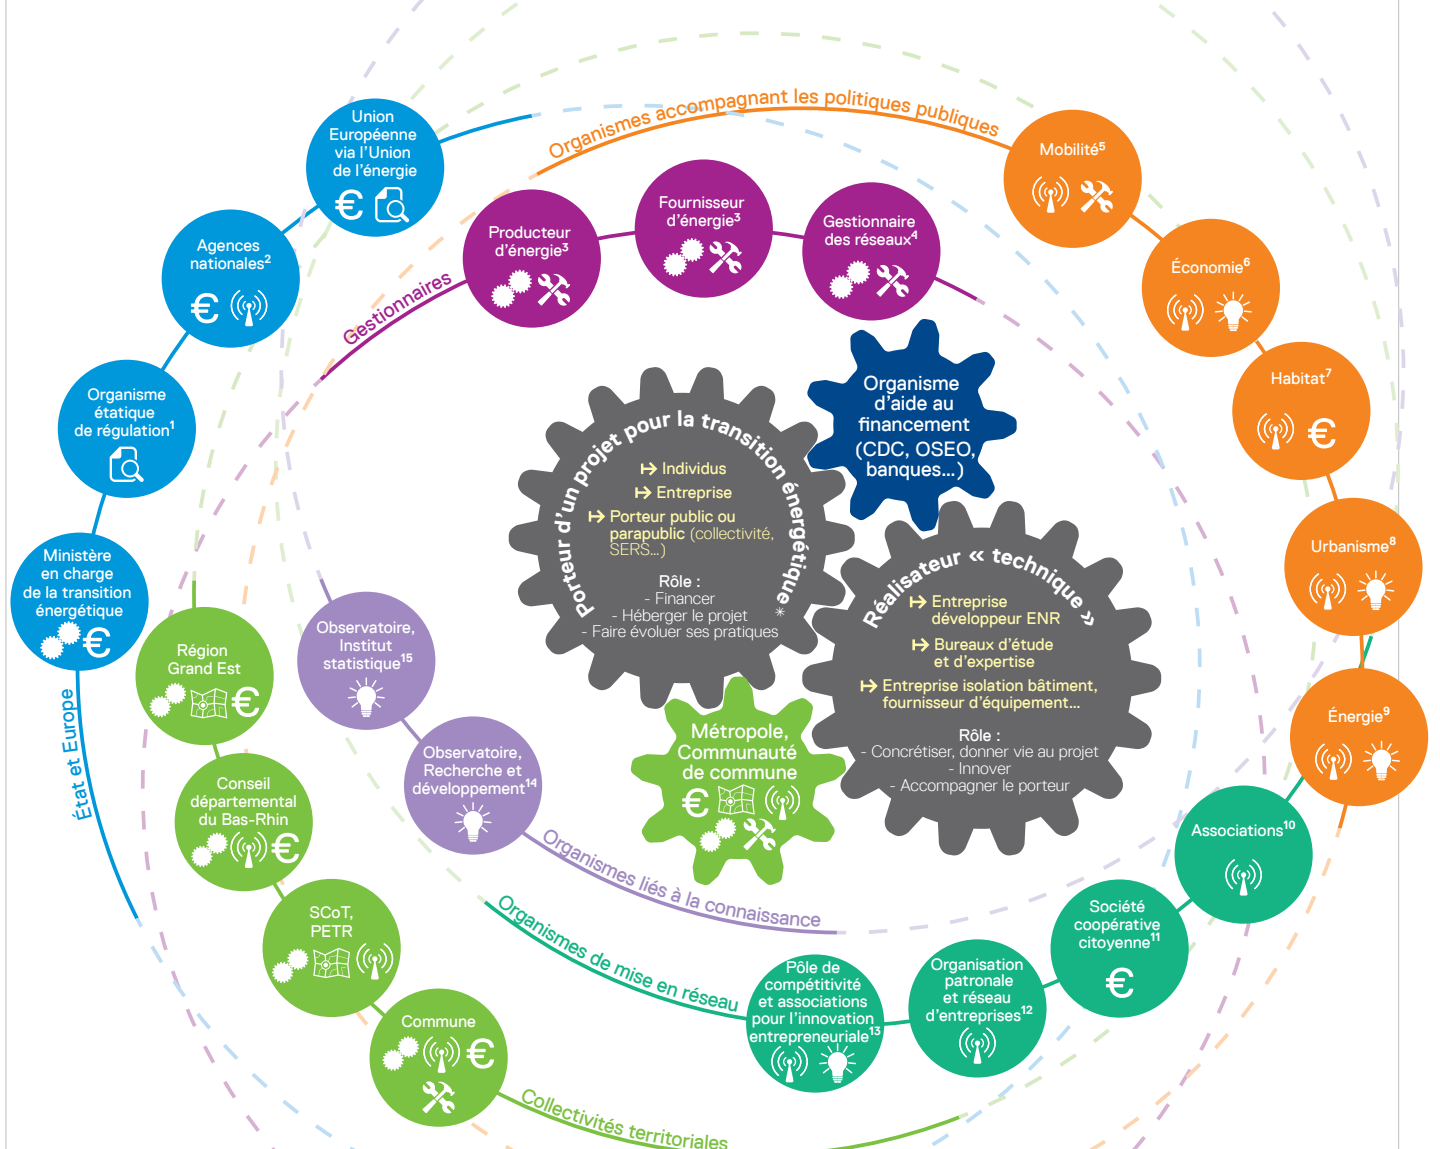 Organismes accompagnant les politiques publiques
Union
Européenne
via l'Union
de l'énergie
€
Agences
nationales²
€
Organisme
étatique
de régulation¹
Ministère
en charge
de la transition
énergétique
€
État et Europe
Gestionnaires
Producteur
d'énergie³
Fournisseur
d'énergie³
Gestionnaire
des réseaux⁴
Mobilité⁵
Économie⁶
Habitat⁷
€
Urbanisme⁸
Énergie⁹
Organisme
d'aide au
financement
(CDC, OSEO,
banques...)
Porteur d'un projet pour la transition énergétique*
↦ Individus
↦ Entreprise
↦ Porteur public ou
parapublic (collectivité,
SERS...)
Rôle :
- Financer
- Héberger le projet
- Faire évoluer ses pratiques
Réalisateur « technique »
↦ Entreprise
développeur ENR
↦ Bureaux d'étude
et d'expertise
↦ Entreprise isolation bâtiment,
fournisseur d'équipement...
Rôle :
- Concrétiser, donner vie au projet
- Innover
- Accompagner le porteur
Métropole,
Communauté
de commune
€
Observatoire,
Institut
statistique¹⁵
Observatoire,
Recherche et
développement¹⁴
Organismes liés à la connaissance
Région
Grand Est
€
Conseil
départemental
du Bas-Rhin
€
SCoT,
PETR
Commune
€
Collectivités territoriales
Organismes de mise en réseau
Pôle de
compétitivité
et associations
pour l'innovation
entrepreneuriale¹³
Organisation
patronale
et réseau
d'entreprises¹²
Société
coopérative
citoyenne¹¹
€
Associations¹⁰